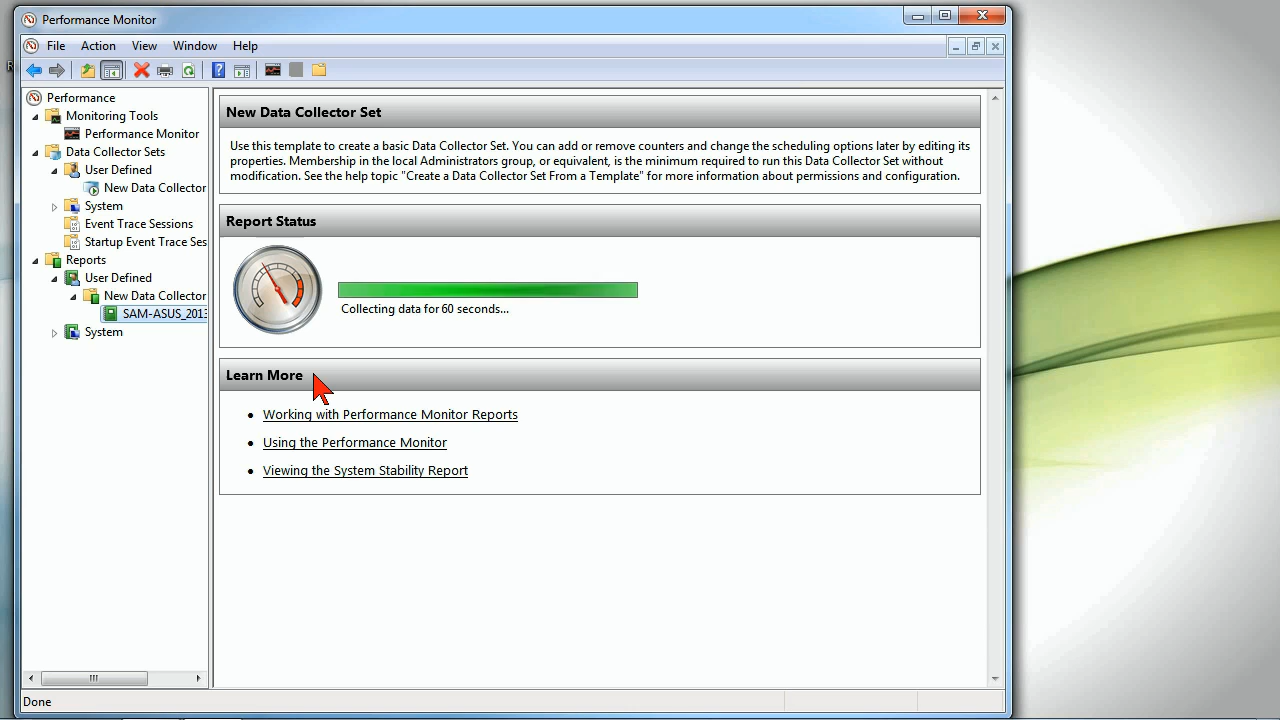 Performance Monitor
File Action View Window Help
Performance
Monitoring Tools
Performance Monitor
Data Collector Sets
User Defined
New Data Collector
System
Event Trace Sessions
Startup Event Trace Ses
Reports
User Defined
New Data Collector
SAM-ASUS_2013
System
New Data Collector Set
Use this template to create a basic Data Collector Set. You can add or remove counters and change the scheduling options later by editing its
properties. Membership in the local Administrators group, or equivalent, is the minimum required to run this Data Collector Set without
modification. See the help topic "Create a Data Collector Set From a Template" for more information about permissions and configuration.
Report Status
Collecting data for 60 seconds...
Learn More
Working with Performance Monitor Reports
Using the Performance Monitor
Viewing the System Stability Report
Done